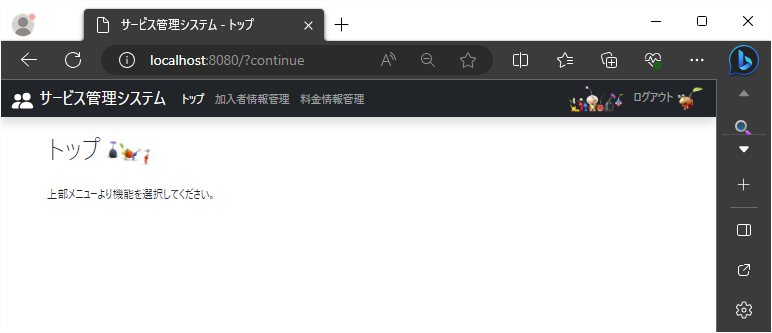 サービス管理システム - トップ
localhost:8080/?continue
サービス管理システム トップ 加入者情報管理 料金情報管理 ログアウト
トップ
上部メニューより機能を選択してください。